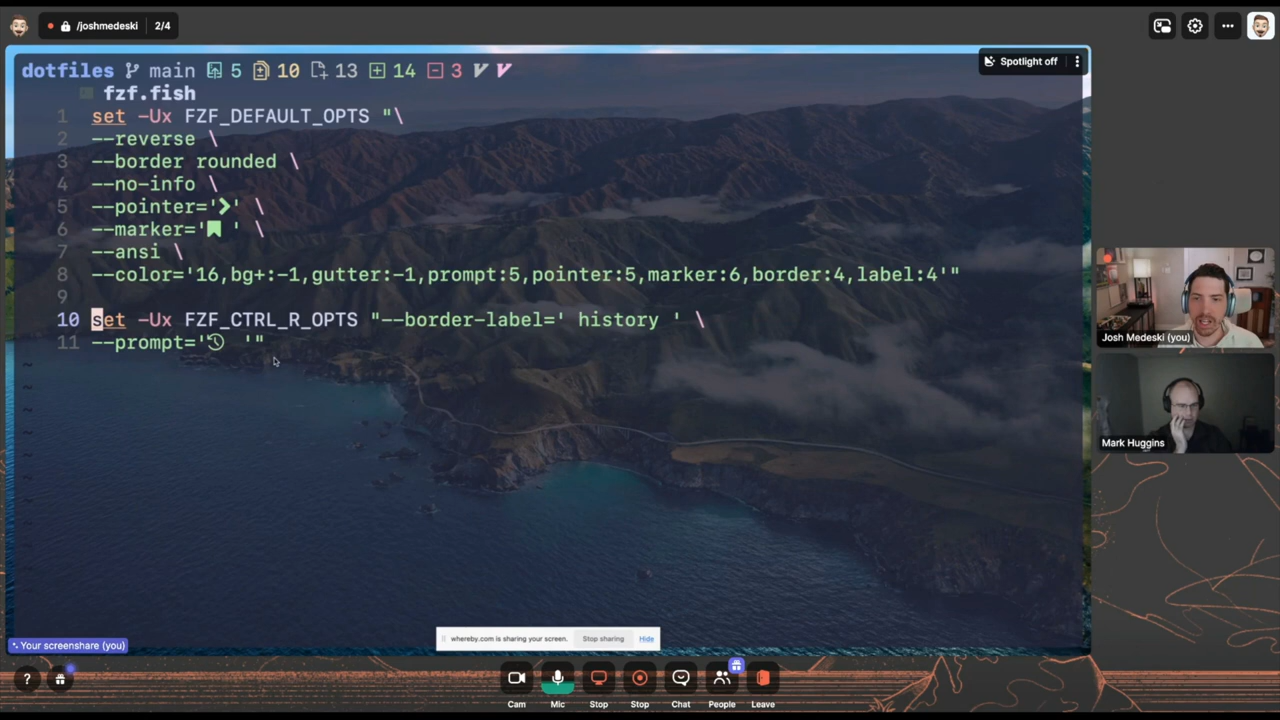 /joshmedeski 2/4
dotfiles main 5 10 13 14 3
Spotlight off
fzf.fish
1 set -Ux FZF_DEFAULT_OPTS "\
2 --reverse \
3 --border rounded \
4 --no-info \
5 --pointer='❯' \
6 --marker=' ' \
7 --ansi \
8 --color='16,bg+:-1,gutter:-1,prompt:5,pointer:5,marker:6,border:4,label:4'"
9
10 set -Ux FZF_CTRL_R_OPTS "--border-label=' history ' \
11 --prompt=' '"
~
~
~
~
~
~
~
~
~
~
~
~
Josh Medeski (you)
Mark Huggins
whereby.com is sharing your screen. Stop sharing Hide
Your screenshare (you)
?
Cam Mic Stop Stop Chat People Leave